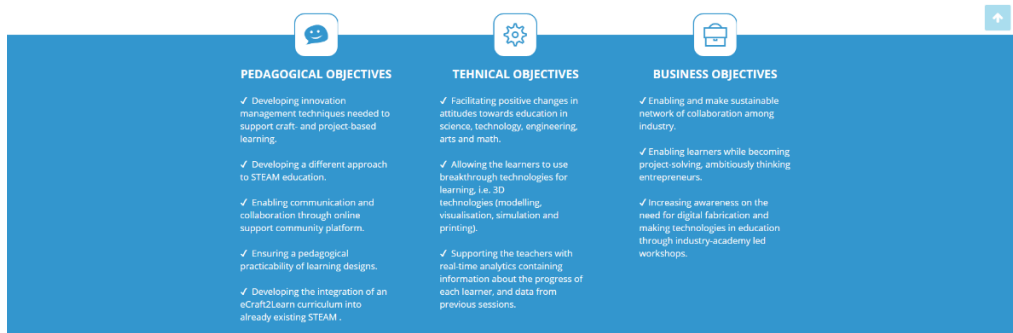 PEDAGOGICAL OBJECTIVES
✓ Developing innovation
management techniques needed to
support craft- and project-based
learning.
✓ Developing a different approach
to STEAM education.
✓ Enabling communication and
collaboration through online
support community platform.
✓ Ensuring a pedagogical
practicability of learning designs.
✓ Developing the integration of an
eCraft2Learn curriculum into
already existing STEAM .
TEHNICAL OBJECTIVES
✓ Facilitating positive changes in
attitudes towards education in
science, technology, engineering,
arts and math.
✓ Allowing the learners to use
breakthrough technologies for
learning, i.e. 3D
technologies (modelling,
visualisation, simulation and
printing).
✓ Supporting the teachers with
real-time analytics containing
information about the progress of
each learner, and data from
previous sessions.
BUSINESS OBJECTIVES
✓ Enabling and make sustainable
network of collaboration among
industry.
✓ Enabling learners while becoming
project-solving, ambitiously thinking
entrepreneurs.
✓ Increasing awareness on the
need for digital fabrication and
making technologies in education
through industry-academy led
workshops.